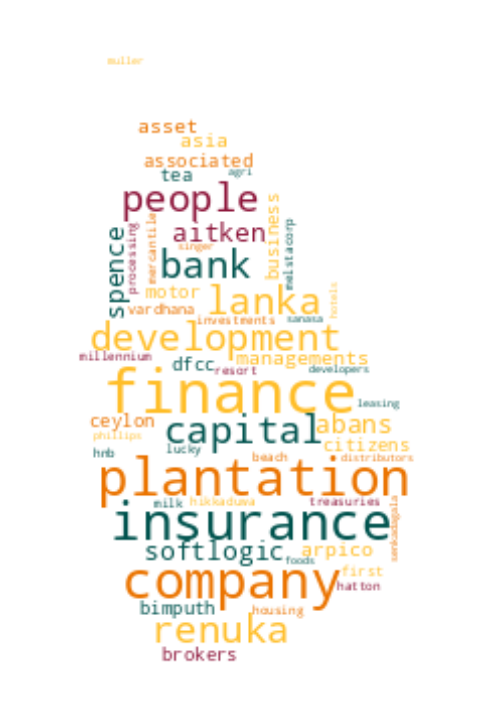 muller
asset
asia
associated
tea
agri
people
business
mercantile
processing
aitken
melstacorp
spence
singer
bank
motor
lanka
hotels
vardhana
investments
sanasa
development
millennium
dfcc
managements
resort
developers
finance
leasing
ceylon
capital
abans
phillips
citizens
hnb
lucky
beach
distributors
plantation
milk
hikkaduwa
treasuries
senkadagala
insurance
softlogic
arpico
foods
company
first
hatton
bimputh
housing
renuka
brokers